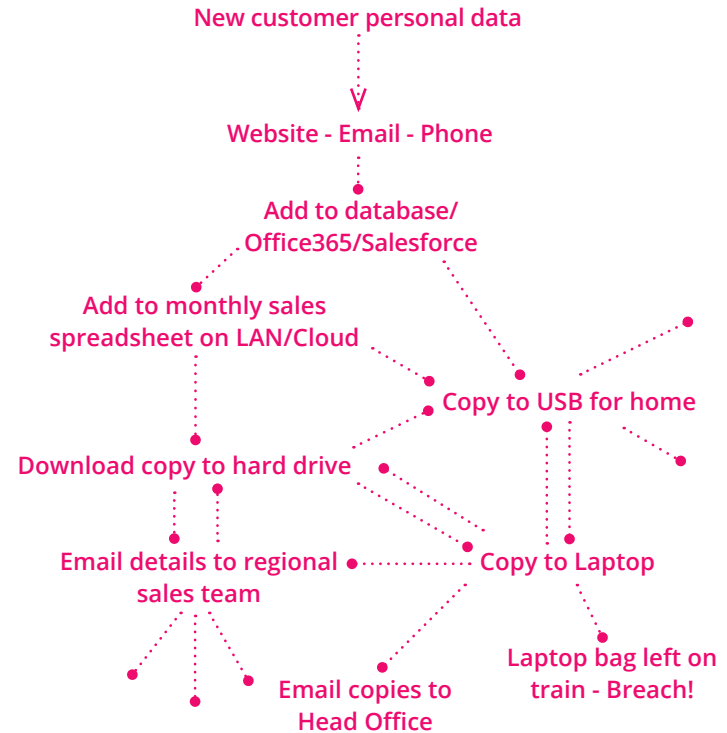 New customer personal data
Website - Email - Phone
Add to database/
Office365/Salesforce
Add to monthly sales
spreadsheet on LAN/Cloud
Copy to USB for home
Download copy to hard drive
Email details to regional
sales team
Copy to Laptop
Email copies to
Head Office
Laptop bag left on
train - Breach!